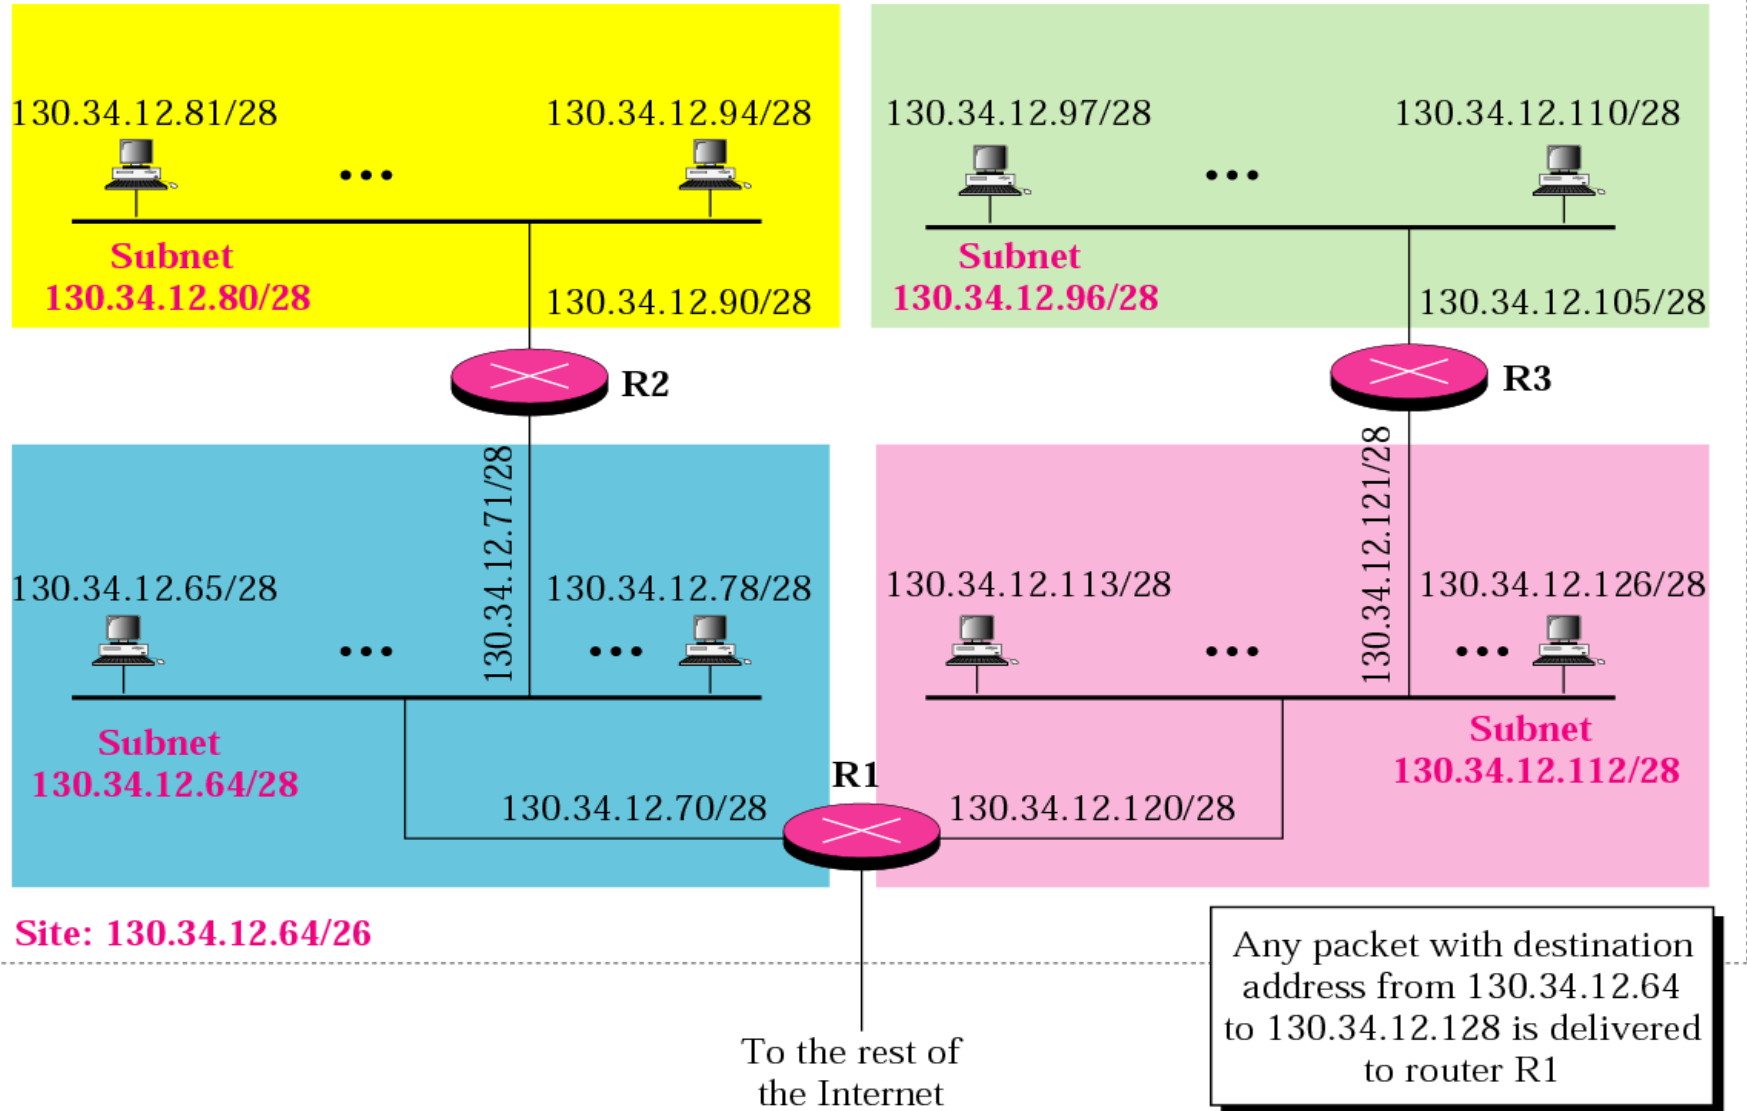 130.34.12.81/28
130.34.12.94/28
130.34.12.97/28
130.34.12.110/28
Subnet
130.34.12.80/28
130.34.12.90/28
Subnet
130.34.12.96/28
130.34.12.105/28
R2
R3
130.34.12.71/28
130.34.12.121/28
130.34.12.65/28
130.34.12.78/28
130.34.12.113/28
130.34.12.126/28
Subnet
130.34.12.64/28
Subnet
130.34.12.112/28
R1
130.34.12.70/28
130.34.12.120/28
Site: 130.34.12.64/26
Any packet with destination
address from 130.34.12.64
to 130.34.12.128 is delivered
to router R1
To the rest of
the Internet